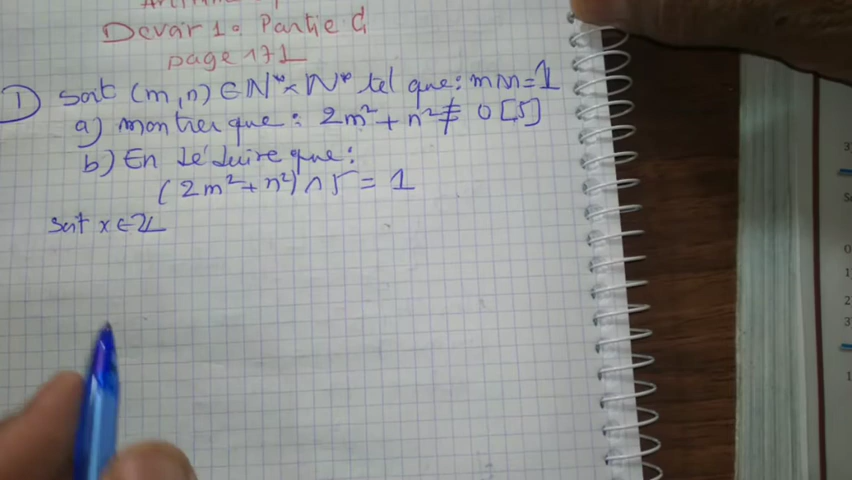 Devoir 1: Partie C
page 171
1) Soit (m,n) ∈ N* × N* tel que: m∧n=1
a) montrer que: 2m²+n² ≢ 0 [5]
b) En déduire que:
(2m²+n²) ∧ 5 = 1
Soit x ∈ Z